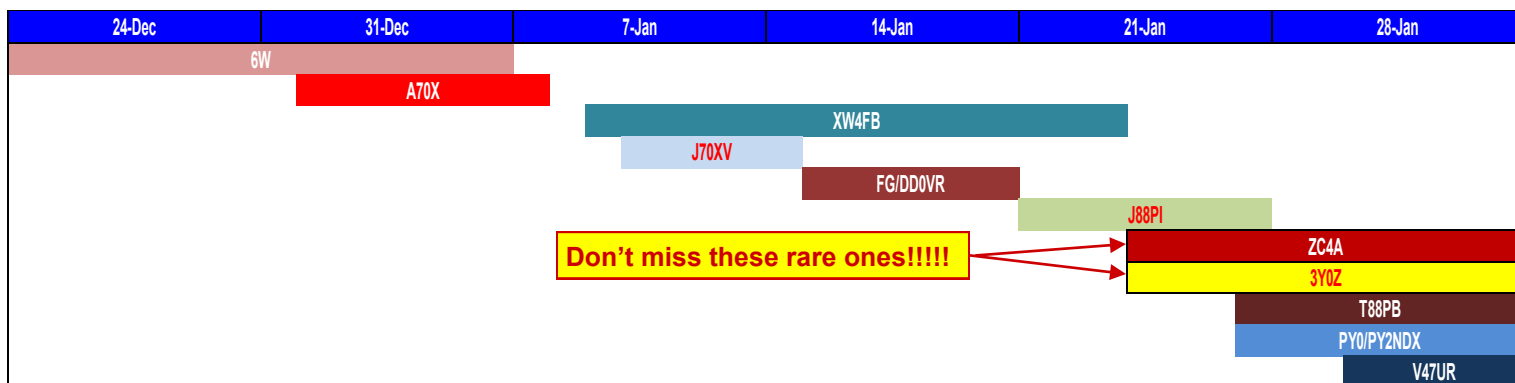 24-Dec 31-Dec 7-Jan 14-Jan 21-Jan 28-Jan
6W
A70X
XW4FB
J70XV
FG/DD0VR
J88PI
Don’t miss these rare ones!!!!!
ZC4A
3Y0Z
T88PB
PY0/PY2NDX
V47UR